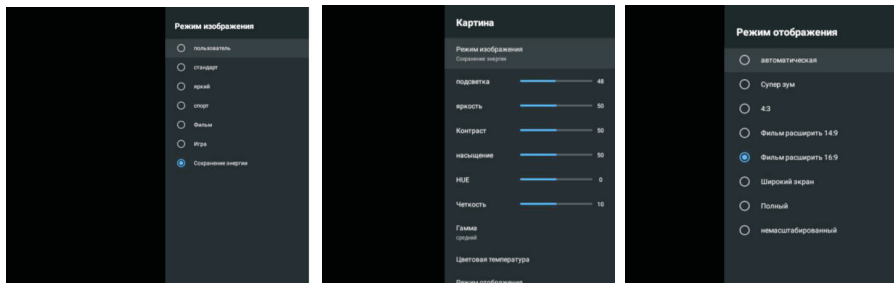 Режим изображения
пользователь
стандарт
яркий
спорт
Фильм
Игра
Сохранение энергии
Картина
Режим изображения
Сохранение энергии
подсветка 48
яркость 50
Контраст 50
насыщение 50
HUE 0
Четкость 10
Гамма
средний
Цветовая температура
Режим отображения
Режим отображения
автоматическая
Супер зум
4:3
Фильм расширить 14:9
Фильм расширить 16:9
Широкий экран
Полный
немасштабированный